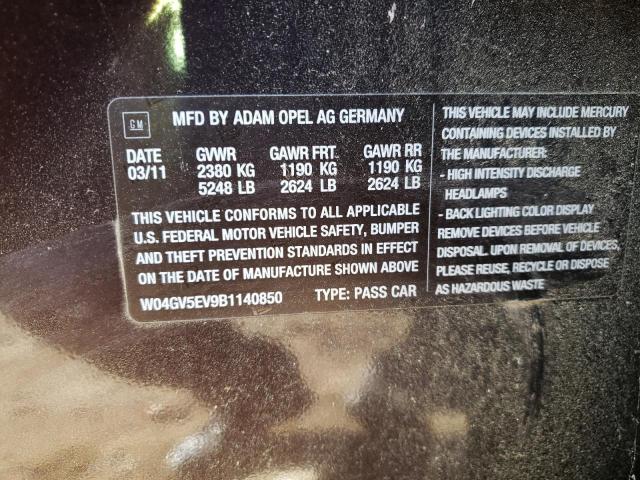 GM
MFD BY ADAM OPEL AG GERMANY
DATE GVWR GAWR FRT. GAWR RR
03/11 2380 KG 1190 KG 1190 KG
5248 LB 2624 LB 2624 LB
THIS VEHICLE CONFORMS TO ALL APPLICABLE
U.S. FEDERAL MOTOR VEHICLE SAFETY, BUMPER
AND THEFT PREVENTION STANDARDS IN EFFECT
ON THE DATE OF MANUFACTURE SHOWN ABOVE
W04GV5EV9B1140850 TYPE: PASS CAR
THIS VEHICLE MAY INCLUDE MERCURY
CONTAINING DEVICES INSTALLED BY
THE MANUFACTURER:
- HIGH INTENSITY DISCHARGE
HEADLAMPS
- BACK LIGHTING COLOR DISPLAY
REMOVE DEVICES BEFORE VEHICLE
DISPOSAL. UPON REMOVAL OF DEVICES,
PLEASE REUSE, RECYCLE OR DISPOSE
AS HAZARDOUS WASTE